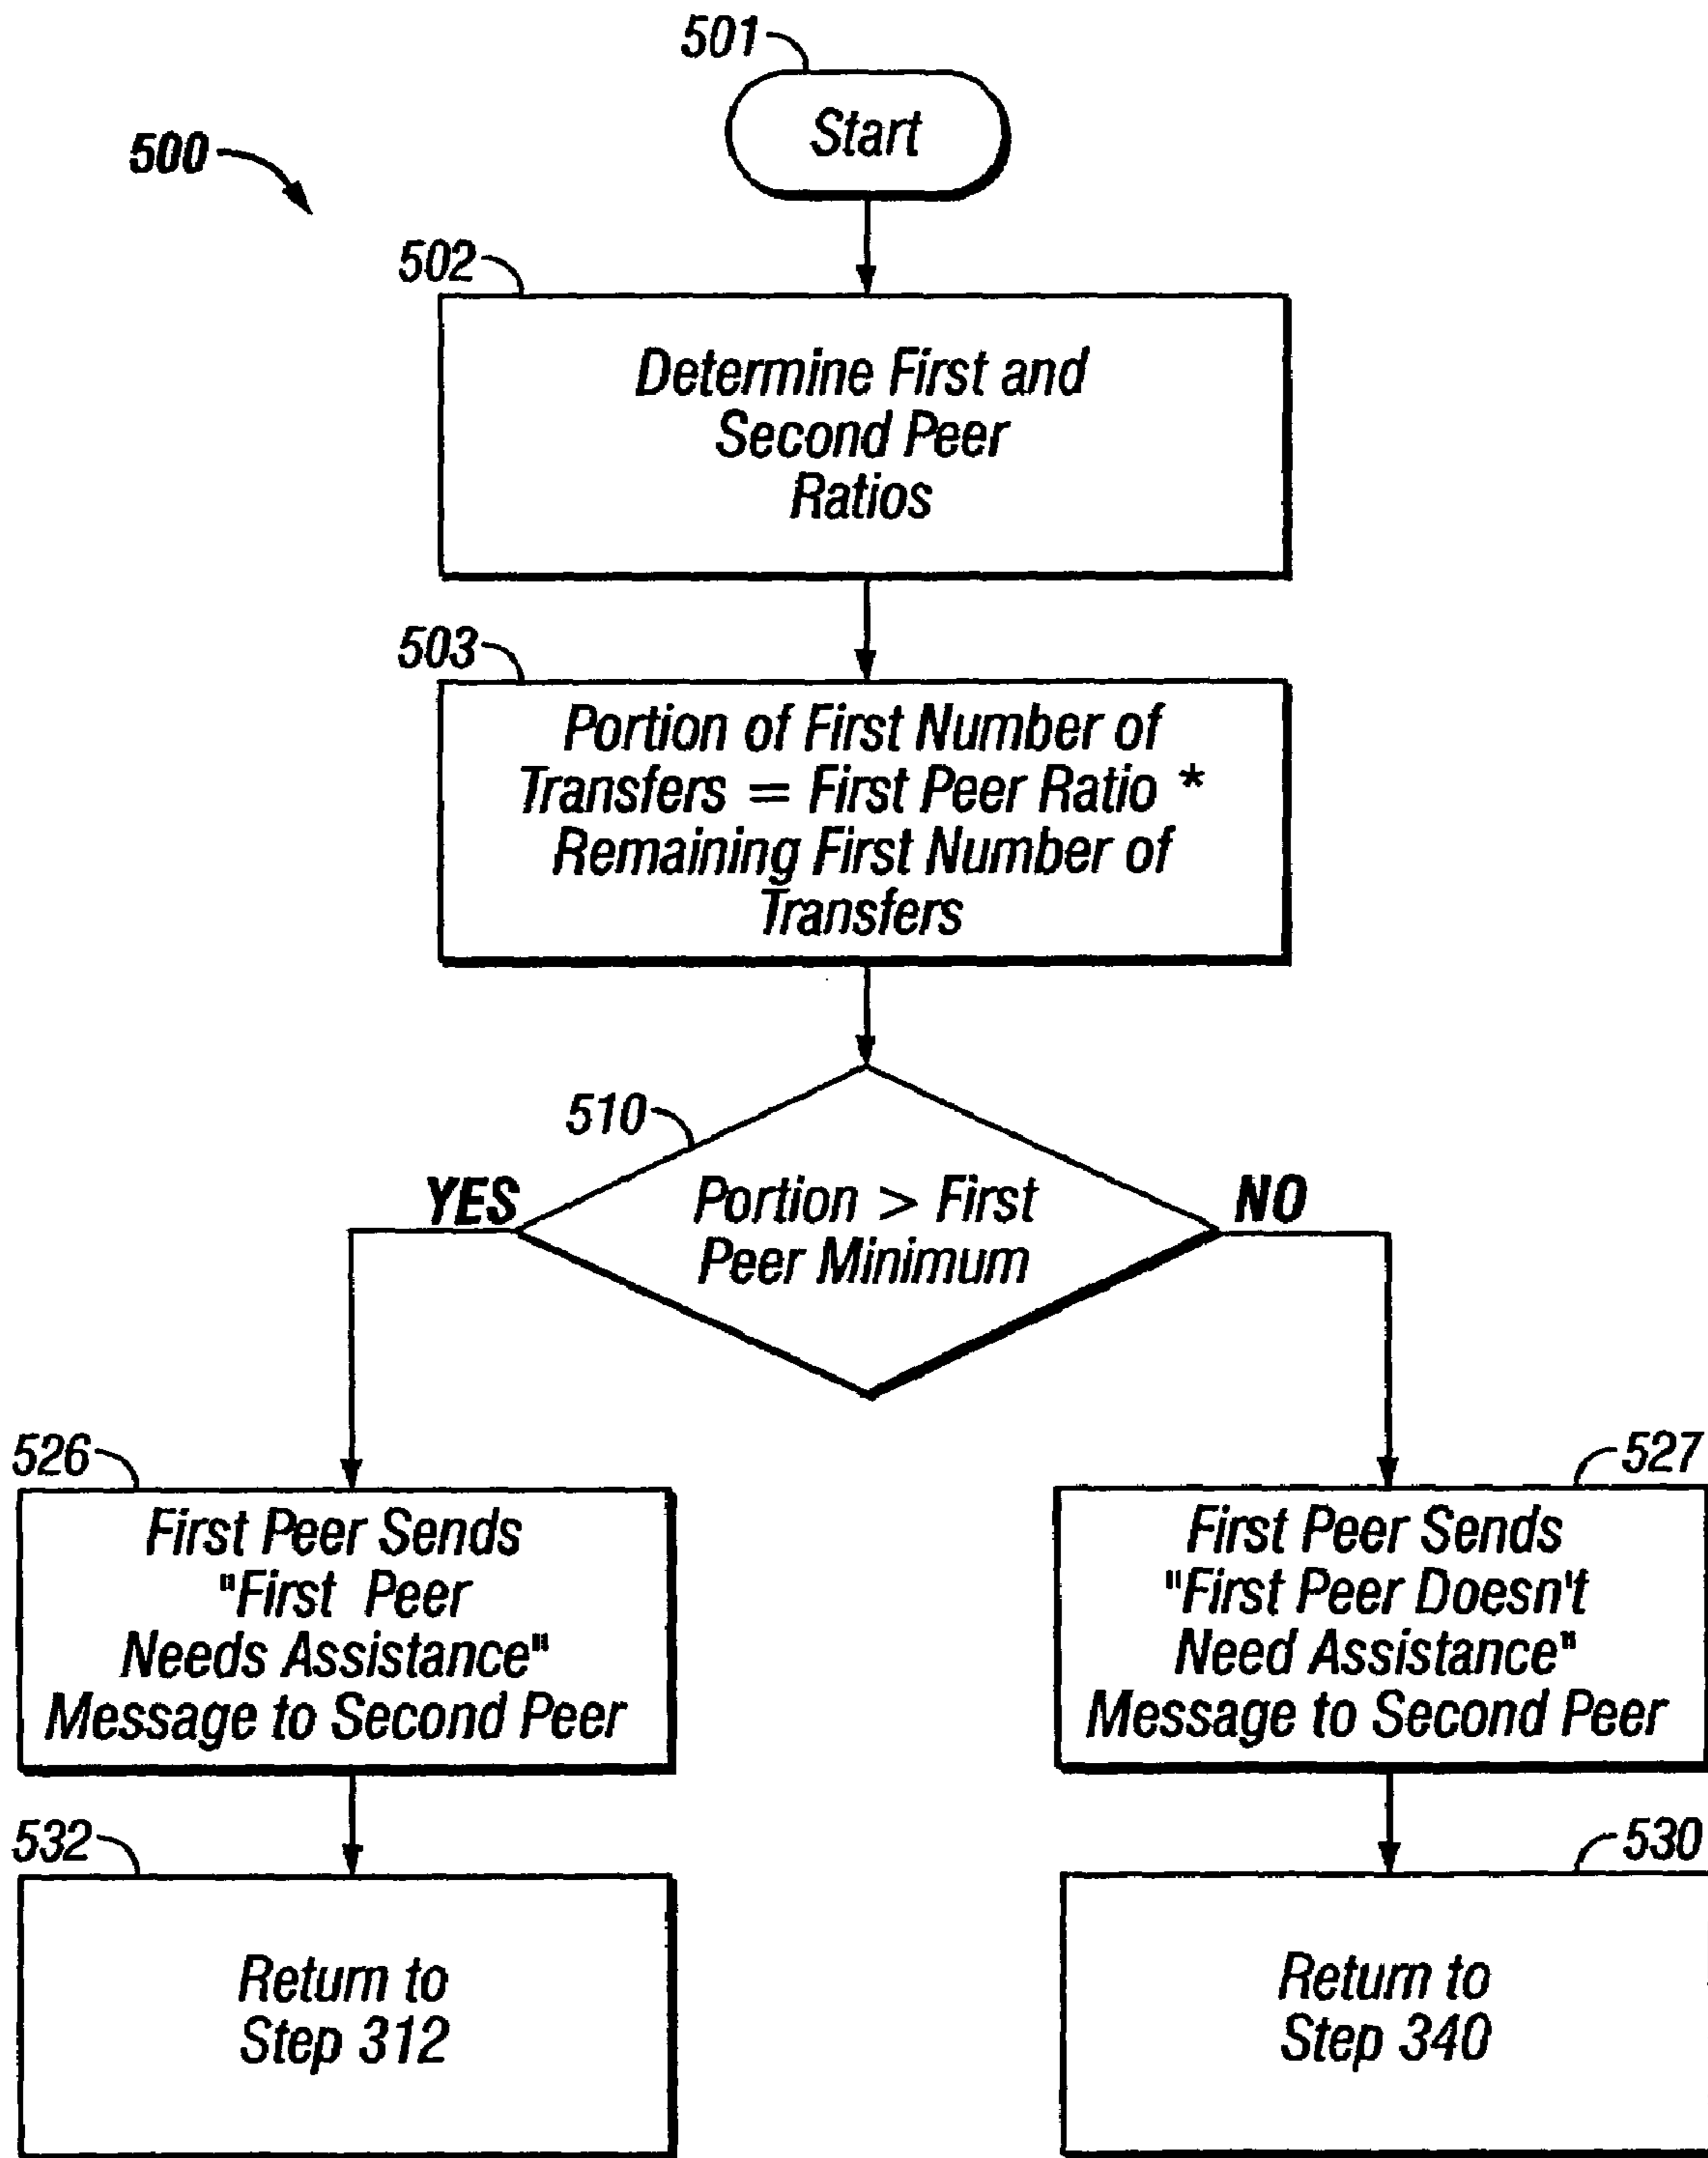 501
Start
500
502
Determine First and
Second Peer
Ratios
503
Portion of First Number of
Transfers = First Peer Ratio *
Remaining First Number of
Transfers
510
YES
Portion > First
Peer Minimum
NO
526
First Peer Sends
"First Peer
Needs Assistance"
Message to Second Peer
527
First Peer Sends
"First Peer Doesn't
Need Assistance"
Message to Second Peer
532
Return to
Step 312
530
Return to
Step 340